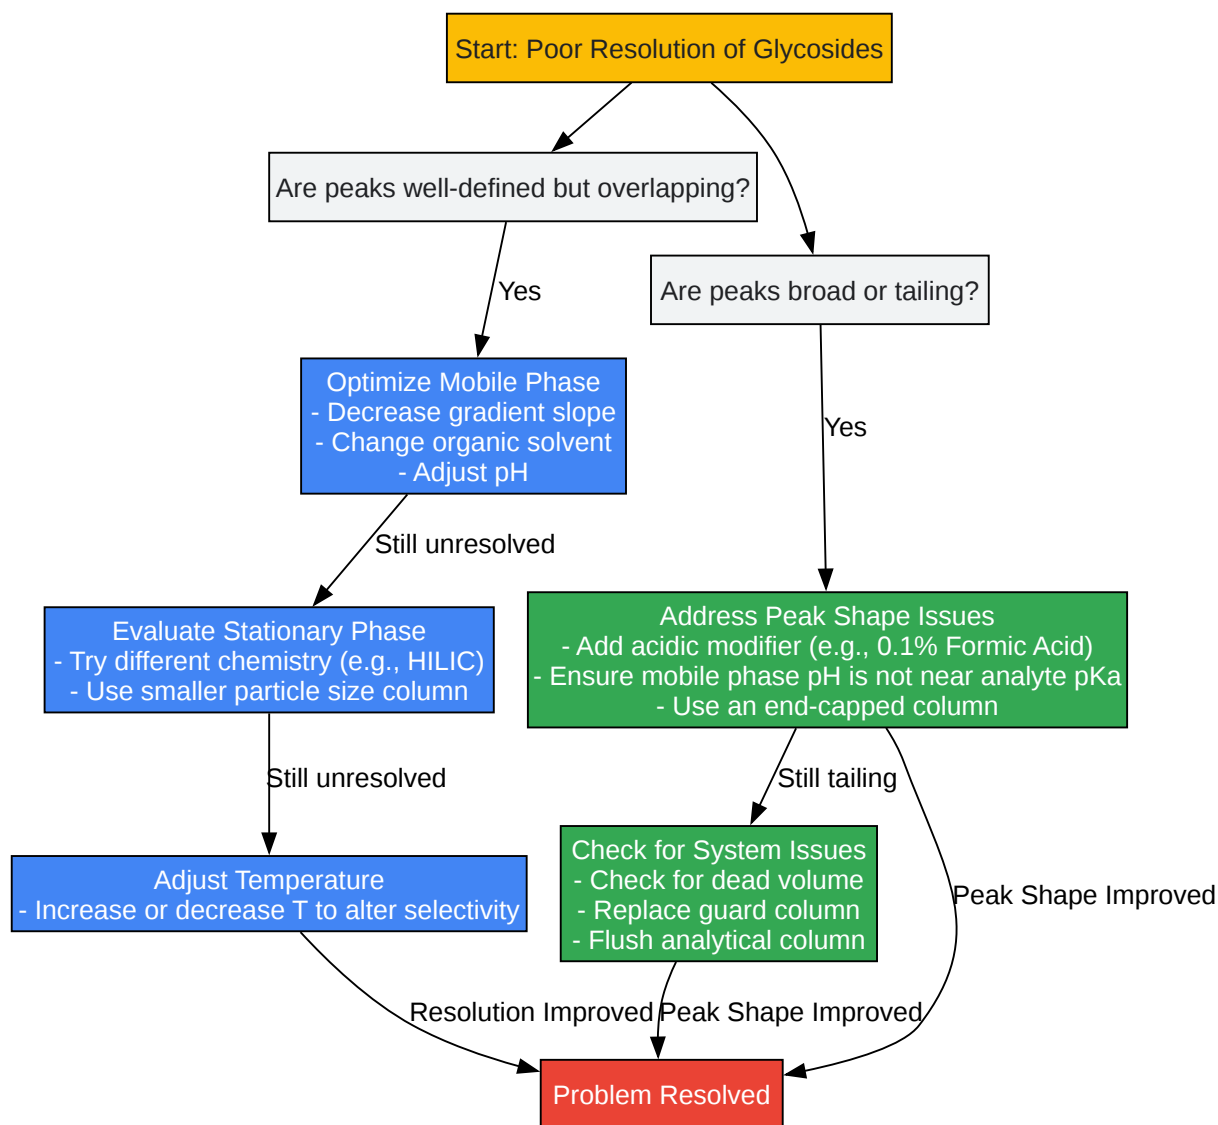 Start: Poor Resolution of Glycosides
Are peaks well-defined but overlapping?
Are peaks broad or tailing?
Yes
Optimize Mobile Phase
- Decrease gradient slope
- Change organic solvent
- Adjust pH
Yes
Still unresolved
Evaluate Stationary Phase
- Try different chemistry (e.g., HILIC)
- Use smaller particle size column
Address Peak Shape Issues
- Add acidic modifier (e.g., 0.1% Formic Acid)
- Ensure mobile phase pH is not near analyte pKa
- Use an end-capped column
Still unresolved
Still tailing
Adjust Temperature
- Increase or decrease T to alter selectivity
Check for System Issues
- Check for dead volume
- Replace guard column
- Flush analytical column
Peak Shape Improved
Resolution Improved
Peak Shape Improved
Problem Resolved